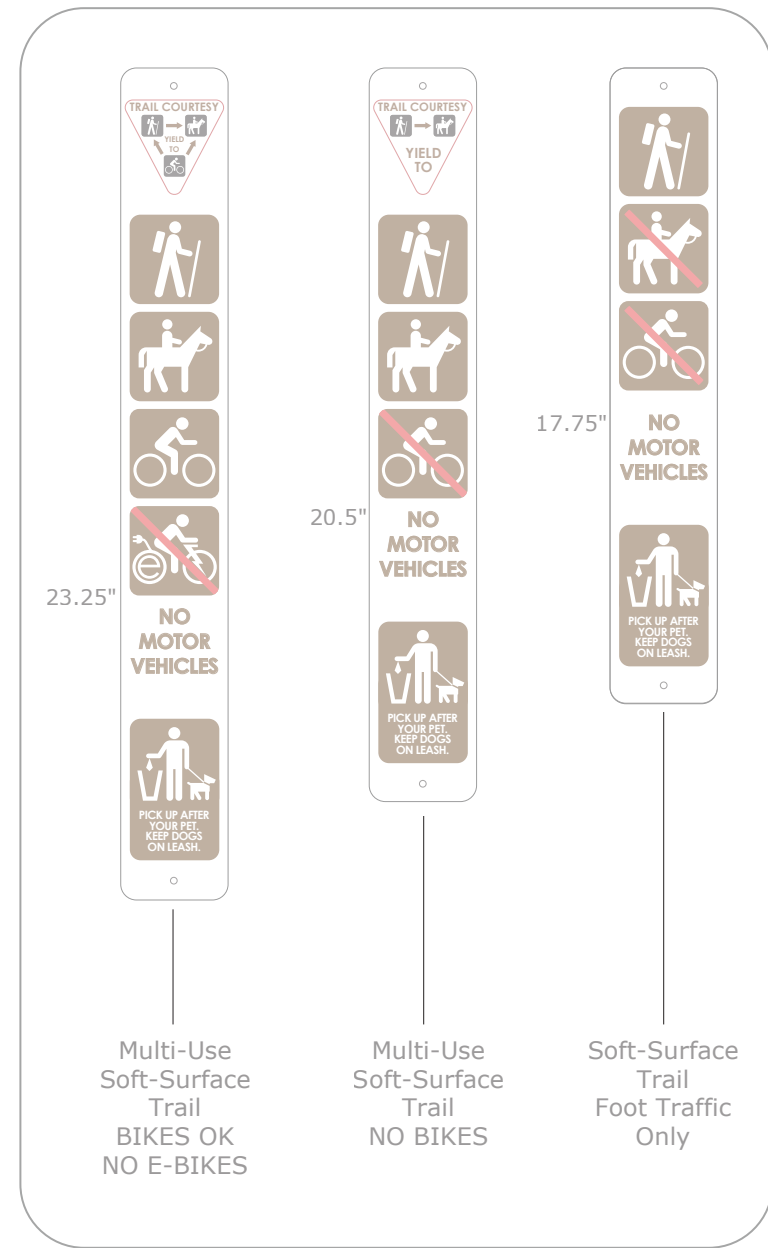 TRAIL COURTESY
YIELD
TO
e
NO
MOTOR
VEHICLES
PICK UP AFTER
YOUR PET.
KEEP DOGS
ON LEASH.
23.25"
Multi-Use
Soft-Surface
Trail
BIKES OK
NO E-BIKES
TRAIL COURTESY
YIELD
TO
NO
MOTOR
VEHICLES
PICK UP AFTER
YOUR PET.
KEEP DOGS
ON LEASH.
20.5"
Multi-Use
Soft-Surface
Trail
NO BIKES
NO
MOTOR
VEHICLES
PICK UP AFTER
YOUR PET.
KEEP DOGS
ON LEASH.
17.75"
Soft-Surface
Trail
Foot Traffic
Only